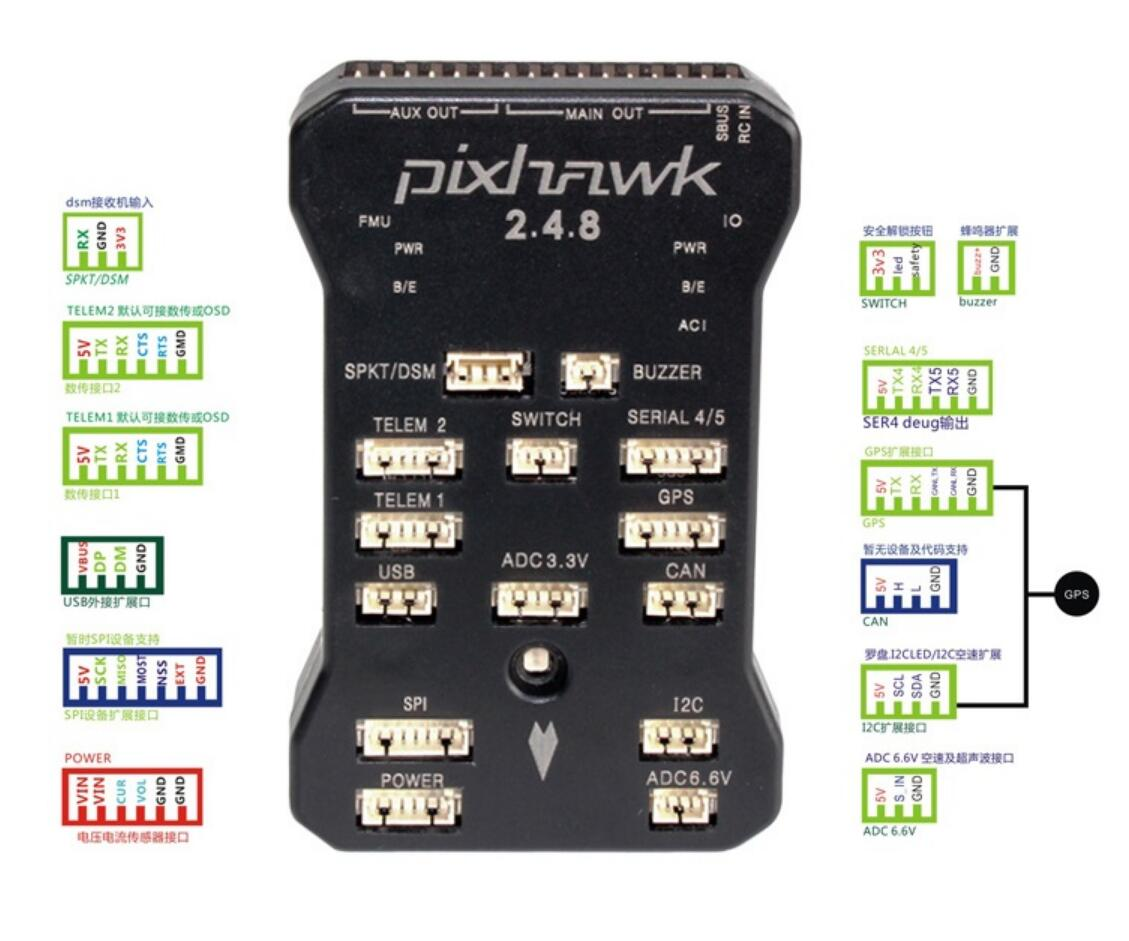 AUX OUT
MAIN OUT
SBUS
RC IN
pixhawk
2.4.8
FMU
IO
PWR
PWR
B/E
B/E
ACI
SPKT/DSM
BUZZER
TELEM 2
SWITCH
SERIAL 4/5
TELEM 1
GPS
USB
ADC 3.3V
CAN
SPI
I2C
POWER
ADC6.6V
dsm接收机输入
RX
GND
3V3
SPKT/DSM
TELEM2 默认可接数传或OSD
5V
TX
RX
CTS
RTS
GMD
数传接口2
TELEM1 默认可接数传或OSD
5V
TX
RX
CTS
RTS
GMD
数传接口1
VBUS
DP
DM
GND
USB外接扩展口
暂时SPI设备支持
5V
SCK
MISO
MOST
NSS
EXT
GND
SPI设备扩展接口
POWER
VIN
VIN
CUR
VOL
GND
GND
电压电流传感器接口
安全解锁按钮
3V3
led
safety
SWITCH
蜂鸣器扩展
buzz+
GND
buzzer
SERLAL 4/5
5V
TX4
RX4
TX5
RX5
GND
SER4 deug输出
GPS扩展接口
5V
TX
RX
CANL TX
CANL RX
GND
GPS
暂无设备及代码支持
5V
H
L
GND
CAN
GPS
罗盘.I2CLED/I2C空速扩展
5V
SCL
SDA
GND
I2C扩展接口
ADC 6.6V 空速及超声波接口
5V
S_IN
GND
ADC 6.6V